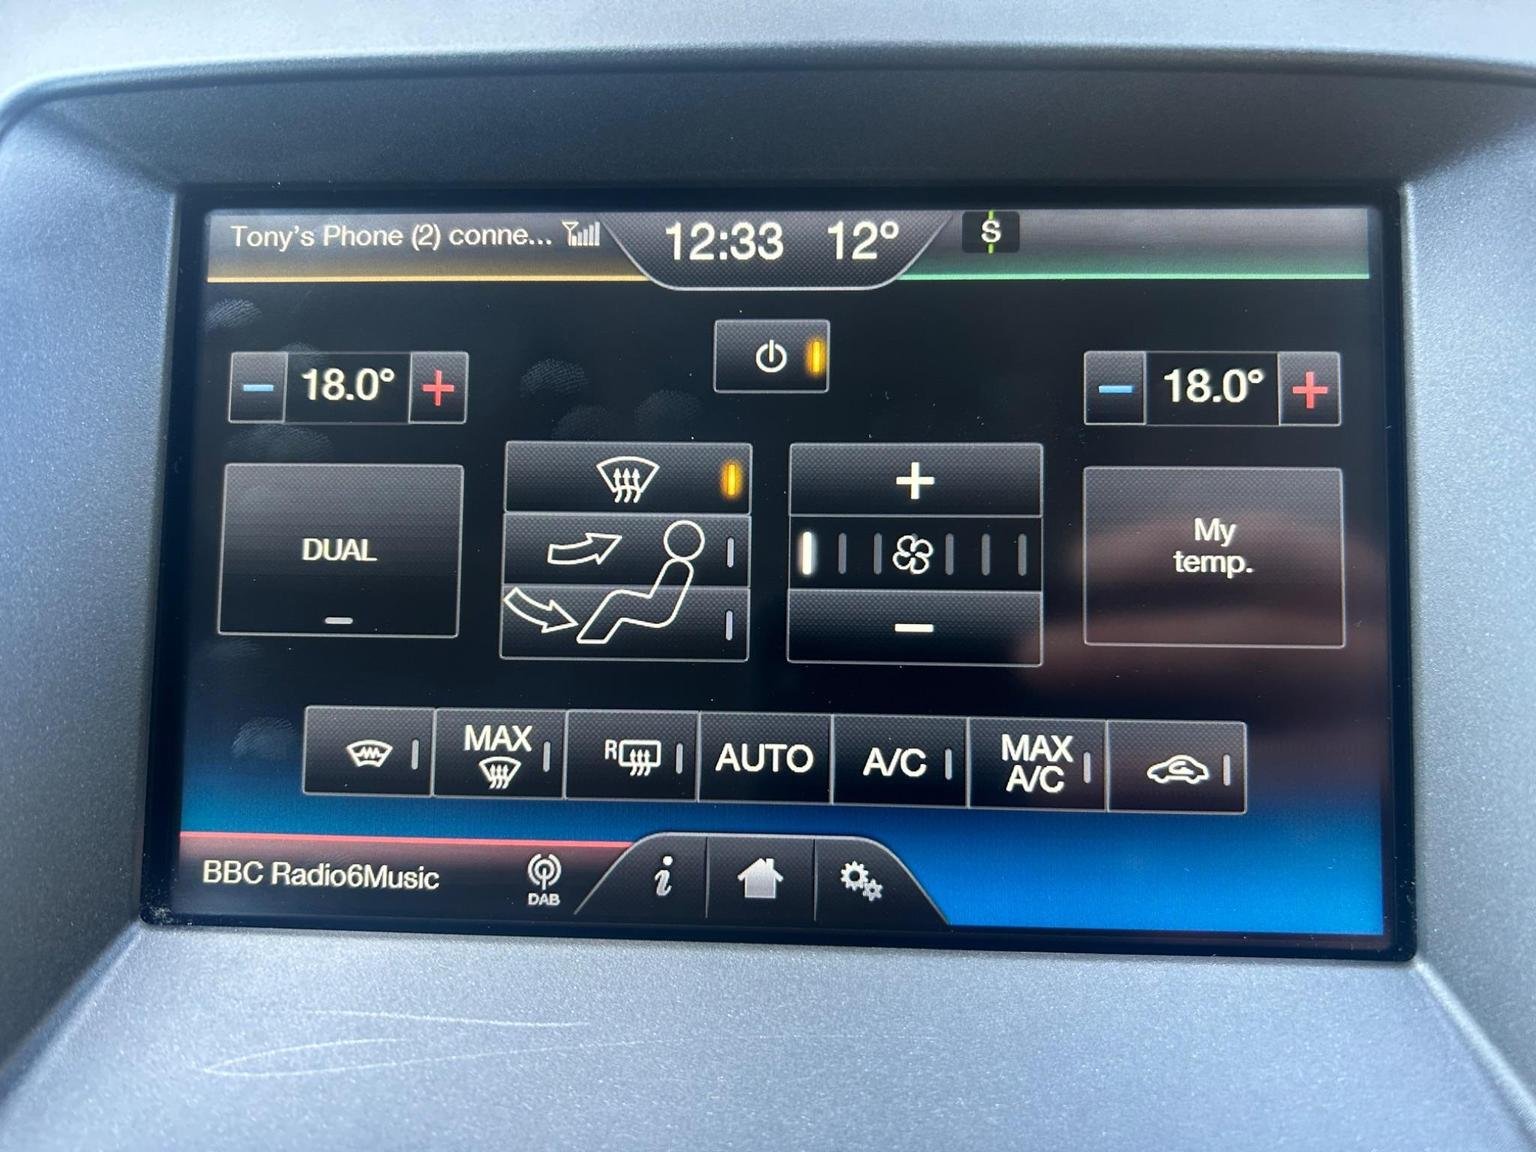 Tony's Phone (2) conne...
12:33 12°
S
18.0°
18.0°
DUAL
My
temp.
MAX
R
AUTO
A/C
MAX
A/C
BBC Radio6Music
DAB
i